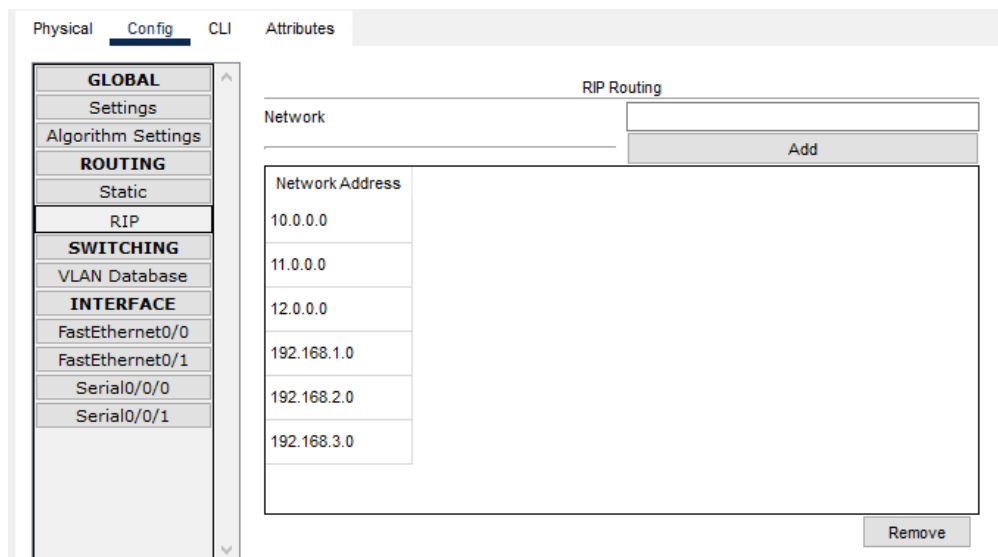 Physical Config CLI Attributes
GLOBAL
Settings
Algorithm Settings
ROUTING
Static
RIP
SWITCHING
VLAN Database
INTERFACE
FastEthernet0/0
FastEthernet0/1
Serial0/0/0
Serial0/0/1
RIP Routing
Network
Add
Network Address
10.0.0.0
11.0.0.0
12.0.0.0
192.168.1.0
192.168.2.0
192.168.3.0
Remove